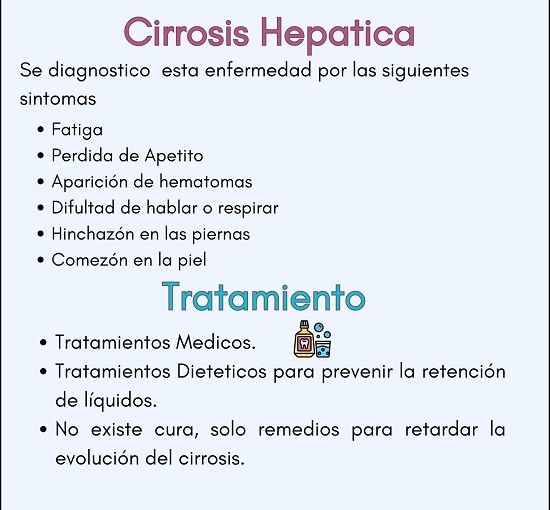 Cirrosis Hepatica
Se diagnostico esta enfermedad por las siguientes
sintomas
• Fatiga
• Perdida de Apetito
• Aparición de hematomas
• Difultad de hablar o respirar
• Hinchazón en las piernas
• Comezón en la piel
Tratamiento
• Tratamientos Medicos.
• Tratamientos Dieteticos para prevenir la retención
de líquidos.
• No existe cura, solo remedios para retardar la
evolución del cirrosis.